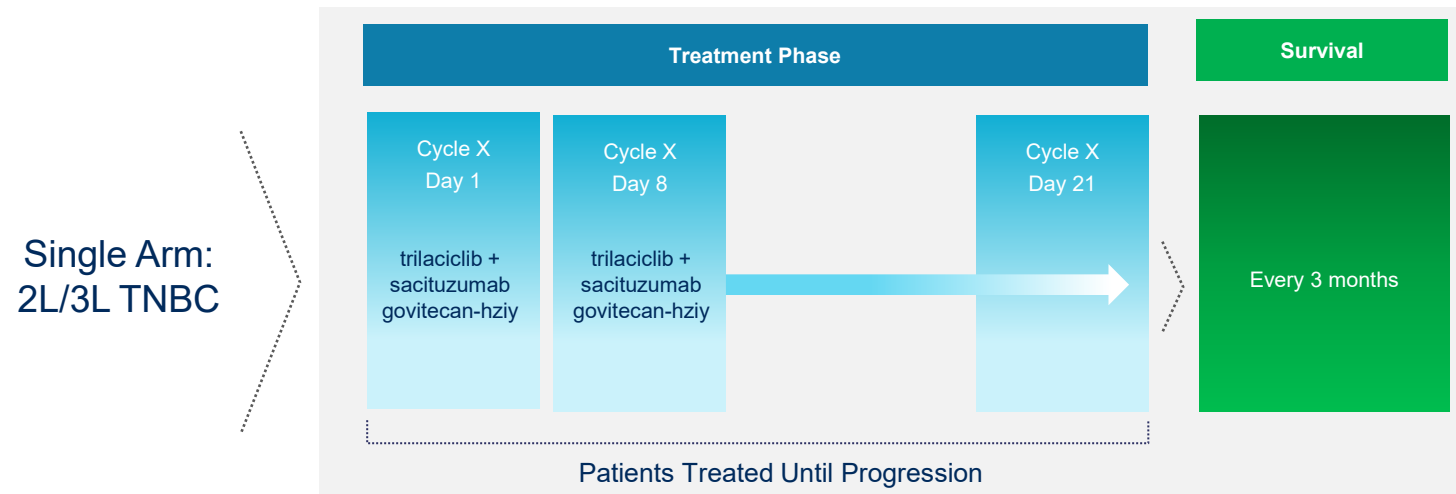 Treatment Phase
Survival
Single Arm:
2L/3L TNBC
Cycle X
Day 1
trilaciclib +
sacituzumab
govitecan-hziy
Cycle X
Day 8
trilaciclib +
sacituzumab
govitecan-hziy
Cycle X
Day 21
Every 3 months
Patients Treated Until Progression